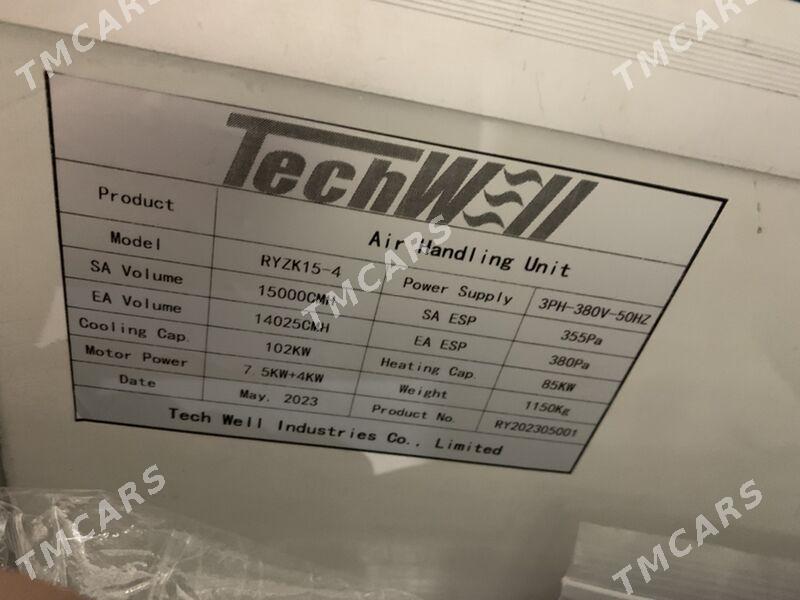 TMCARS
TMCARS
TechWell
Product Air Handling Unit
Model RYZK15-4 Power Supply 3PH-380V-50HZ
SA Volume 15000CMH SA ESP 355Pa
EA Volume 14025CMH EA ESP 380Pa
Cooling Cap. 102KW Heating Cap. 85KW
Motor Power 7.5KW+4KW Weight 1150Kg
Date May. 2023 Product No. RY202305001
Tech Well Industries Co., Limited
TMCARS
TMCARS
TMCARS